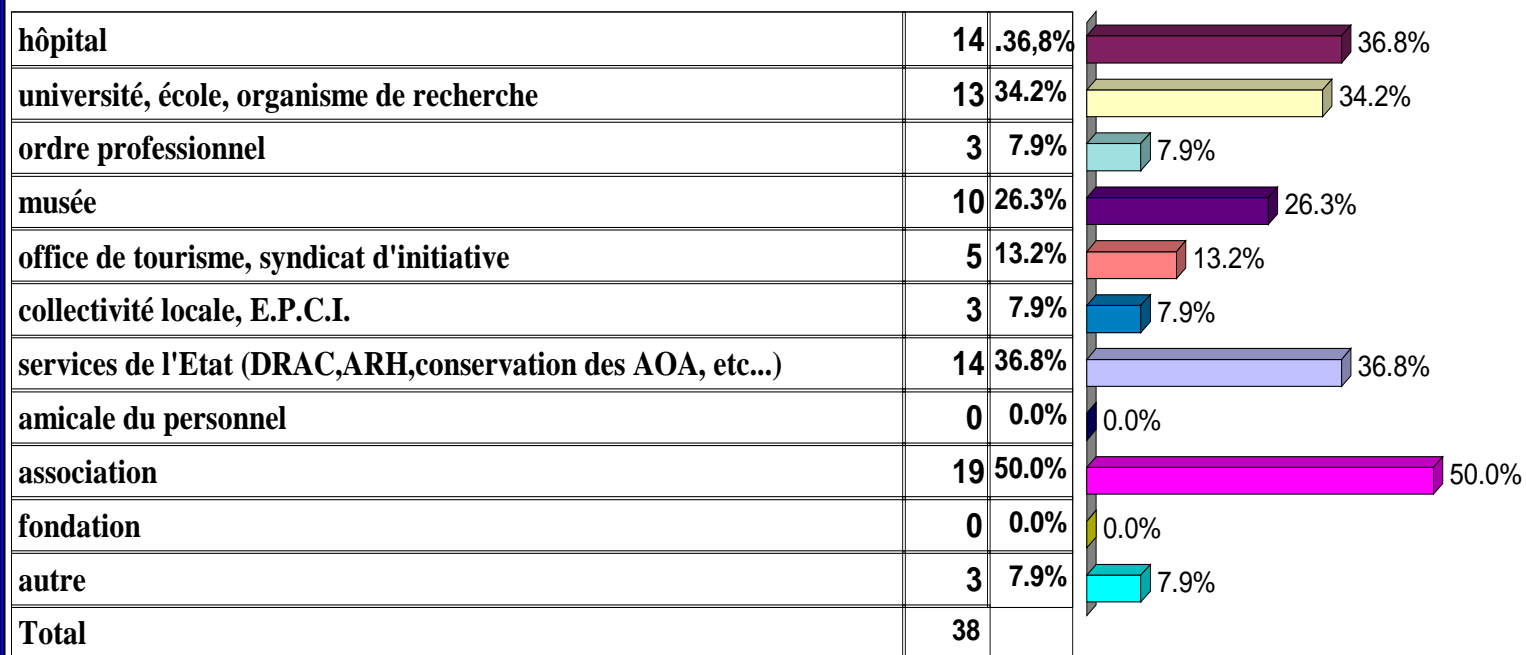 hôpital 14 .36,8% 36.8%
université, école, organisme de recherche 13 34.2% 34.2%
ordre professionnel 3 7.9% 7.9%
musée 10 26.3% 26.3%
office de tourisme, syndicat d'initiative 5 13.2% 13.2%
collectivité locale, E.P.C.I. 3 7.9% 7.9%
services de l'Etat (DRAC,ARH,conservation des AOA, etc...) 14 36.8% 36.8%
amicale du personnel 0 0.0% 0.0%
association 19 50.0% 50.0%
fondation 0 0.0% 0.0%
autre 3 7.9% 7.9%
Total 38